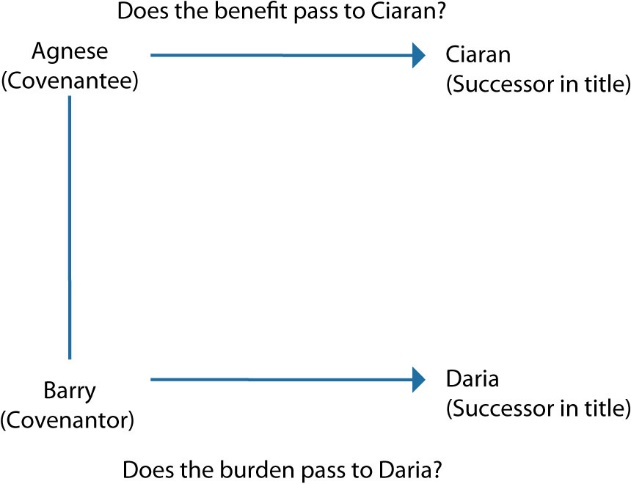 Does the benefit pass to Ciaran?
Agnese
(Covenantee)
Ciaran
(Successor in title)
Barry
(Covenantor)
Daria
(Successor in title)
Does the burden pass to Daria?